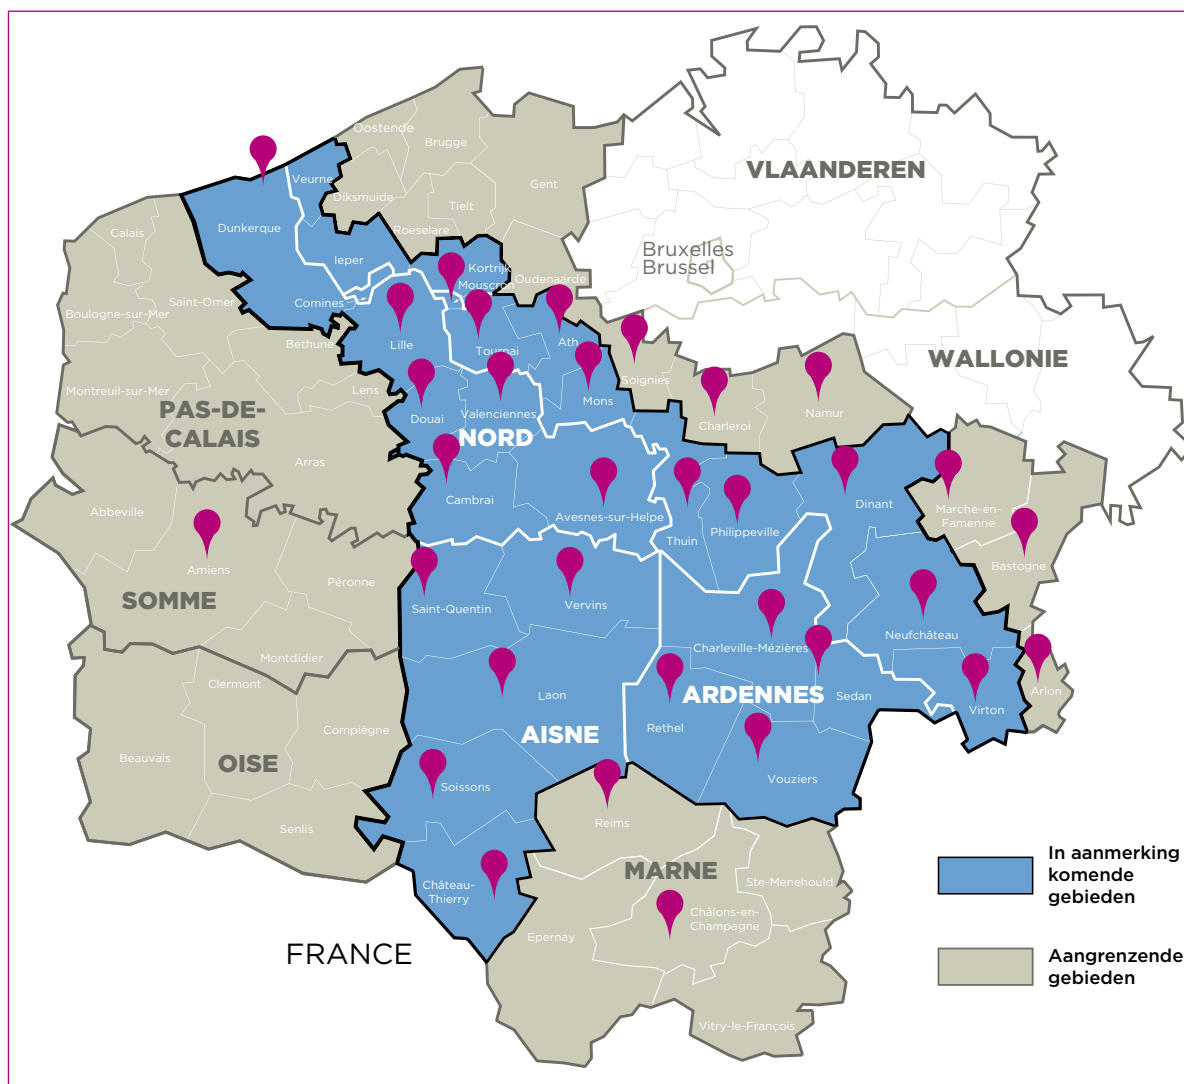 Oostende
Brugge
VLAANDEREN
Veurne
Diksmuide
Gent
Tielt
Dunkerque
Calais
Roeselare
Bruxelles
Brussel
Ieper
Kortrijk
Mouscron
Oudenaarde
Saint-Omer
Comines
Boulogne-sur-Mer
Béthune
Lille
Tournai
Ath
WALLONIE
Soignies
Montreuil-sur-Mer
Lens
Mons
PAS-DE-
CALAIS
Douai
Valenciennes
NORD
Charleroi
Namur
Arras
Cambrai
Avesnes-sur-Helpe
Thuin
Philippeville
Dinant
Marche-en-
Famenne
Abbeville
Amiens
Bastogne
Péronne
SOMME
Saint-Quentin
Vervins
Neufchâteau
Montdidier
Charleville-Mézières
Clermont
Laon
ARDENNES
Sedan
Arlon
Virton
Compiègne
Rethel
AISNE
Beauvais
OISE
Soissons
Vouziers
Senlis
Reims
MARNE
Château-
Thierry
Ste-Menehould
Châlons-en-
Champagne
Epernay
FRANCE
Vitry-le-François
In aanmerking
komende
gebieden
Aangrenzende
gebieden